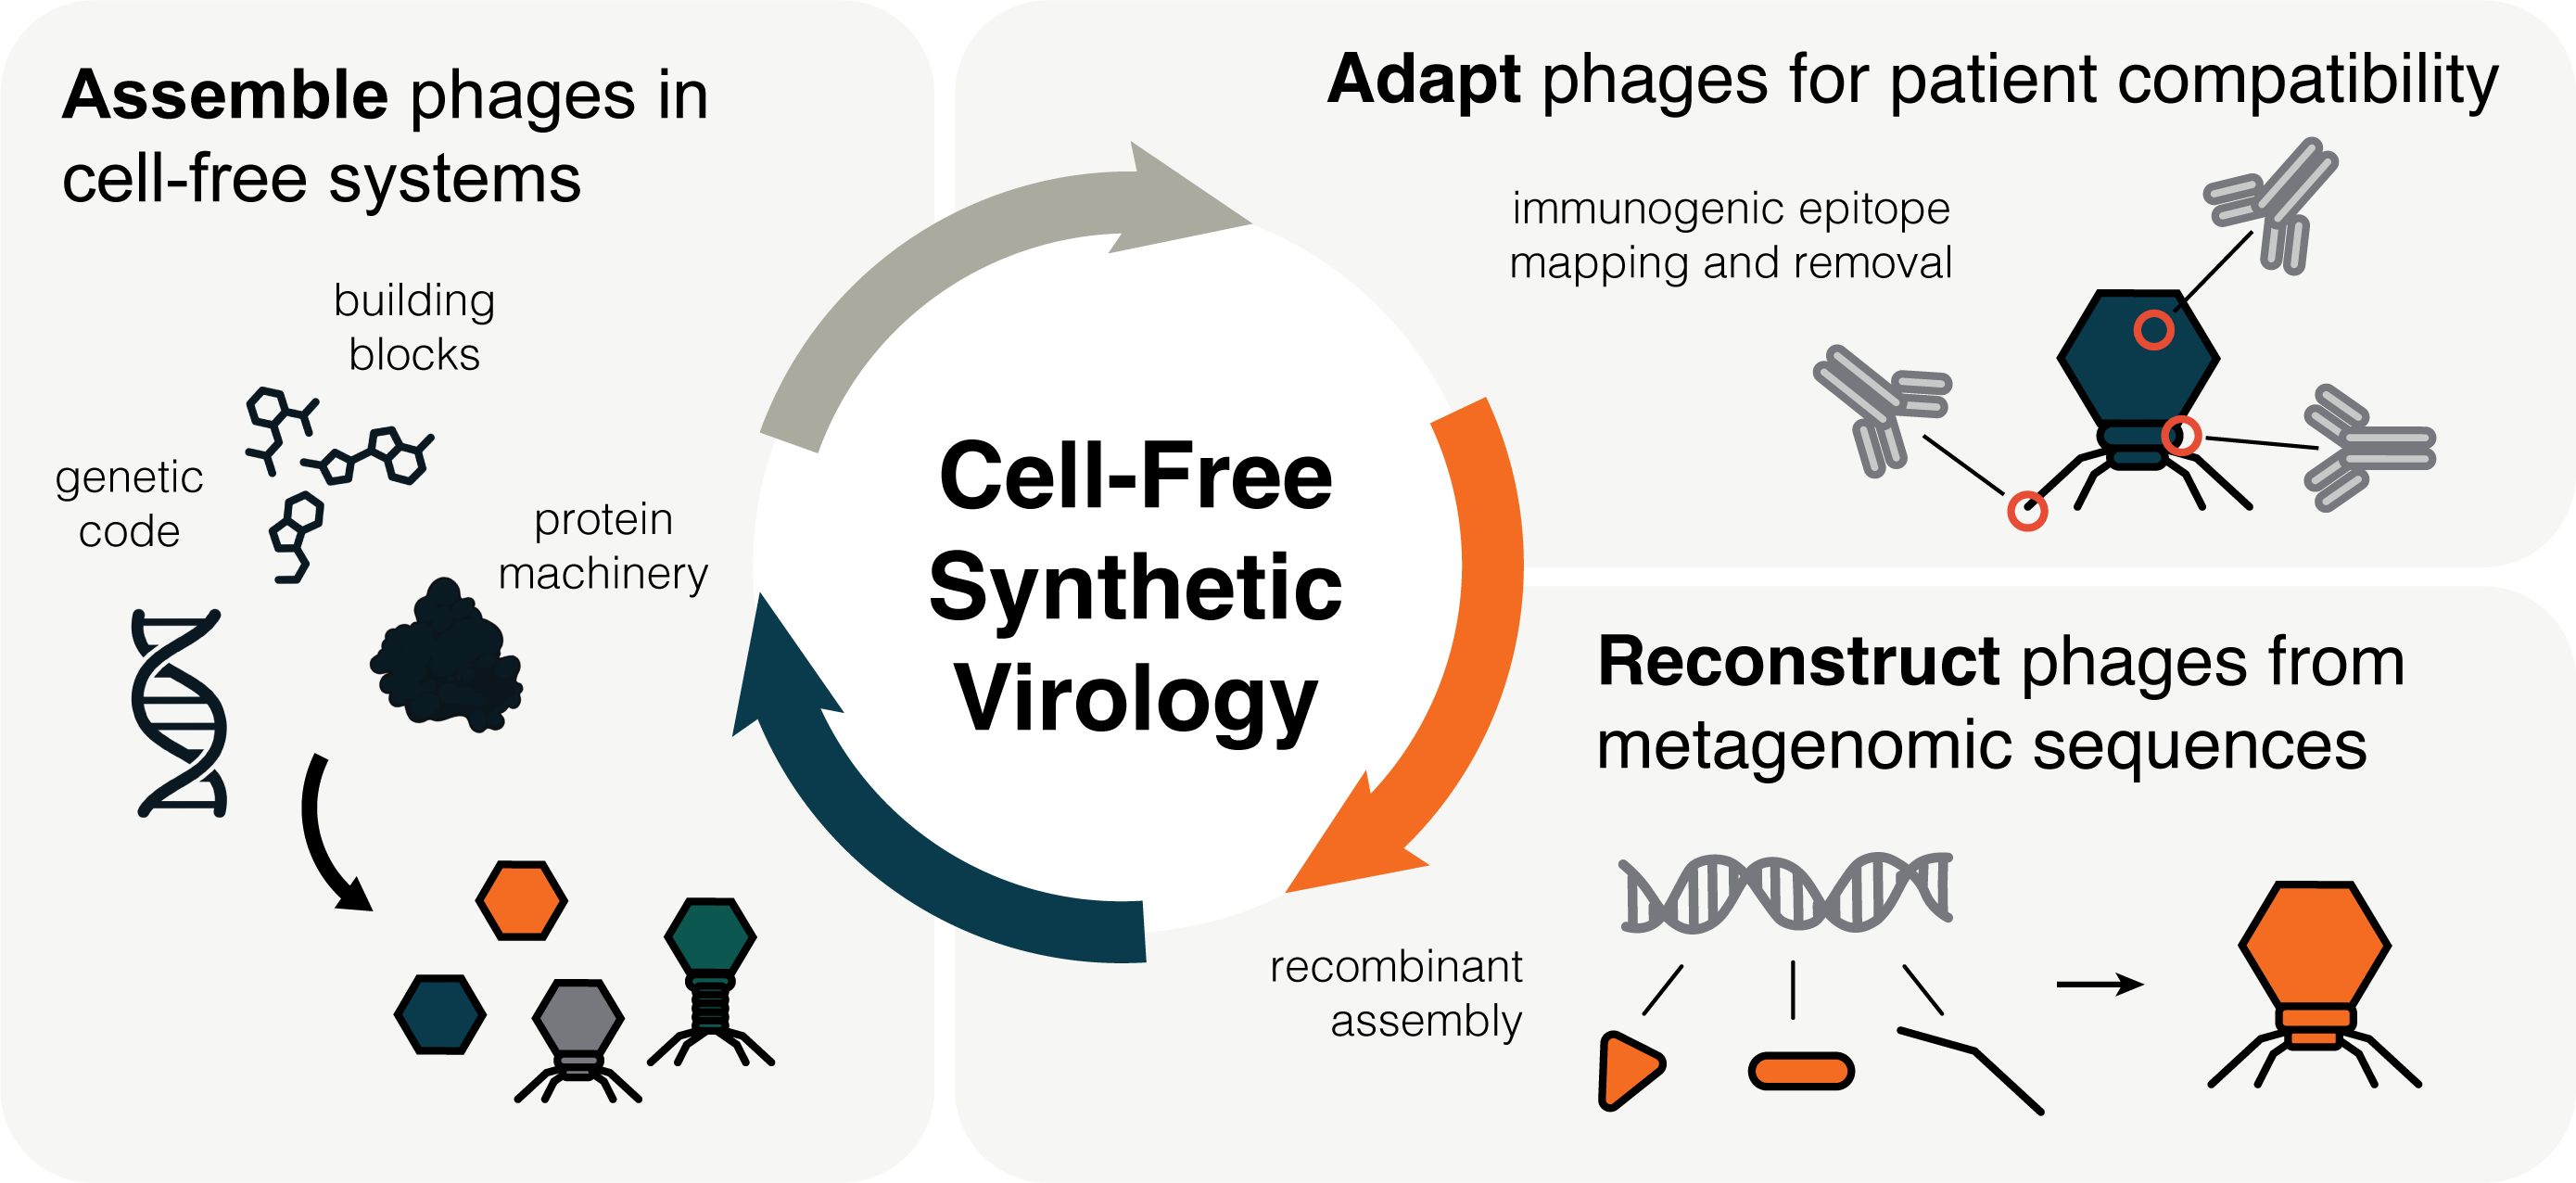 Assemble phages in
cell-free systems
building
blocks
genetic
code
protein
machinery
Cell-Free
Synthetic
Virology
Adapt phages for patient compatibility
immunogenic epitope
mapping and removal
Reconstruct phages from
metagenomic sequences
recombinant
assembly